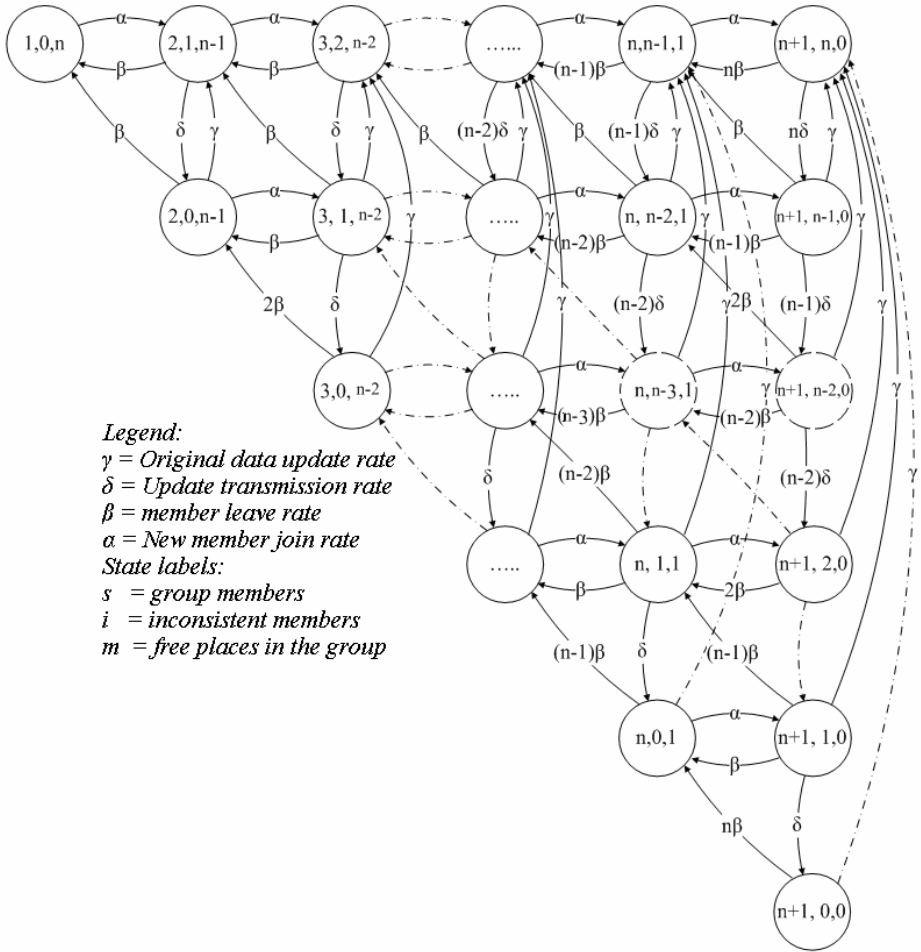 α α α α
1,0,n 2,1,n-1 3,2, n-2 …... n,n-1,1 n+1, n,0
β β (n-1)β nβ
β δ γ β δ γ β (n-2)δ γ β (n-1)δ γ β nδ γ
α α α
2,0,n-1 3, 1, n-2 ….. n, n-2,1 n+1, n-1,0
β γ γ (n-2)β γ (n-1)β γ
2β δ γ (n-2)δ γ 2β (n-1)δ γ
α α
3,0, n-2 ….. n,n-3,1 n+1, n-2,0
(n-3)β γ (n-2)β γ
Legend:
γ = Original data update rate
δ = Update transmission rate
β = member leave rate
α = New member join rate
State labels:
s = group members
i = inconsistent members
m = free places in the group
δ (n-2)β (n-2)δ γ
α α
….. n, 1,1 n+1, 2,0
β 2β
(n-1)β δ (n-1)β
α
n,0,1 n+1, 1,0
β
nβ δ
n+1, 0,0